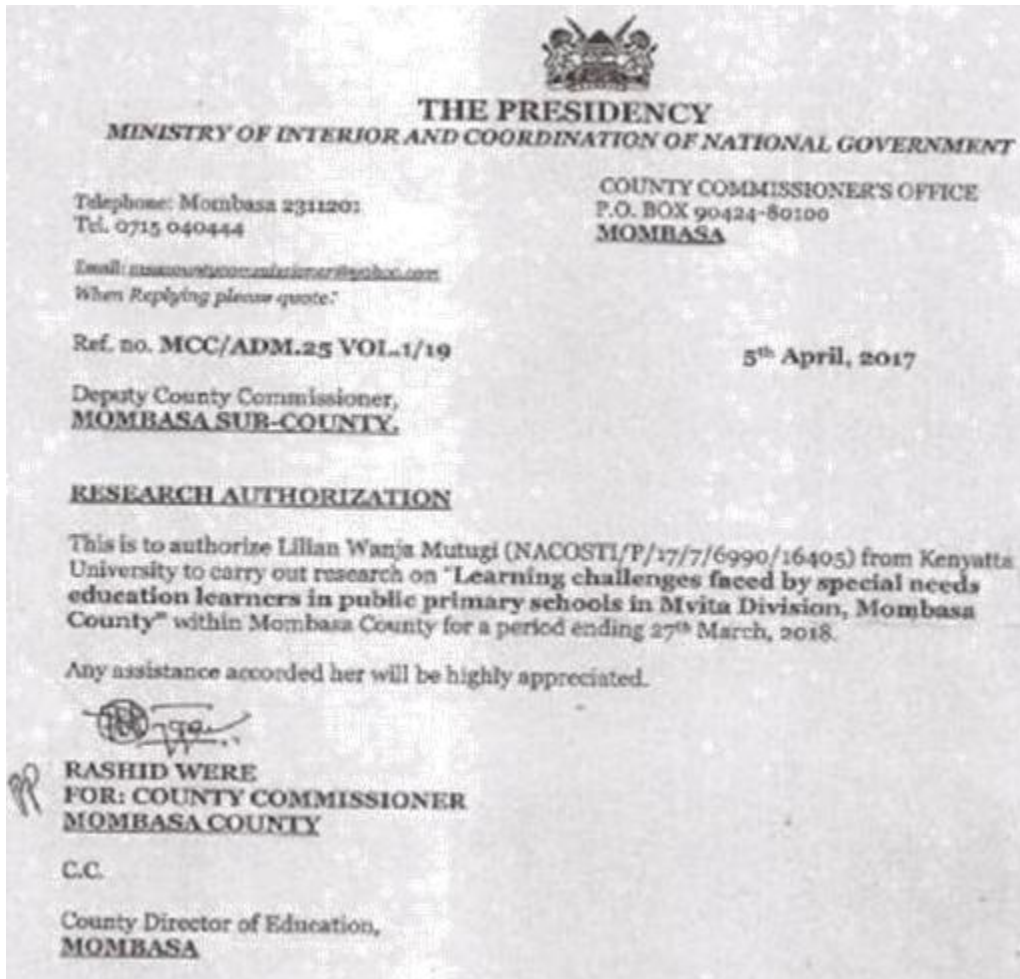 THE PRESIDENCY
MINISTRY OF INTERIOR AND COORDINATION OF NATIONAL GOVERNMENT
Telephone: Mombasa 2311201
Tel. 0715 040444
Email:
When Replying please quote:
COUNTY COMMISSIONER'S OFFICE
P.O. BOX 90424-80100
MOMBASA
Ref. no. MCC/ADM.25 VOL.1/19
5th April, 2017
Deputy County Commissioner,
MOMBASA SUB-COUNTY.
RESEARCH AUTHORIZATION
This is to authorize Lilian Wanja Mutugi (NACOSTI/P/17/7/6990/16405) from Kenyatta
University to carry out research on "Learning challenges faced by special needs
education learners in public primary schools in Mvita Division, Mombasa
County" within Mombasa County for a period ending 27th March, 2018.
Any assistance accorded her will be highly appreciated.
RASHID WERE
FOR: COUNTY COMMISSIONER
MOMBASA COUNTY
C.C.
County Director of Education,
MOMBASA